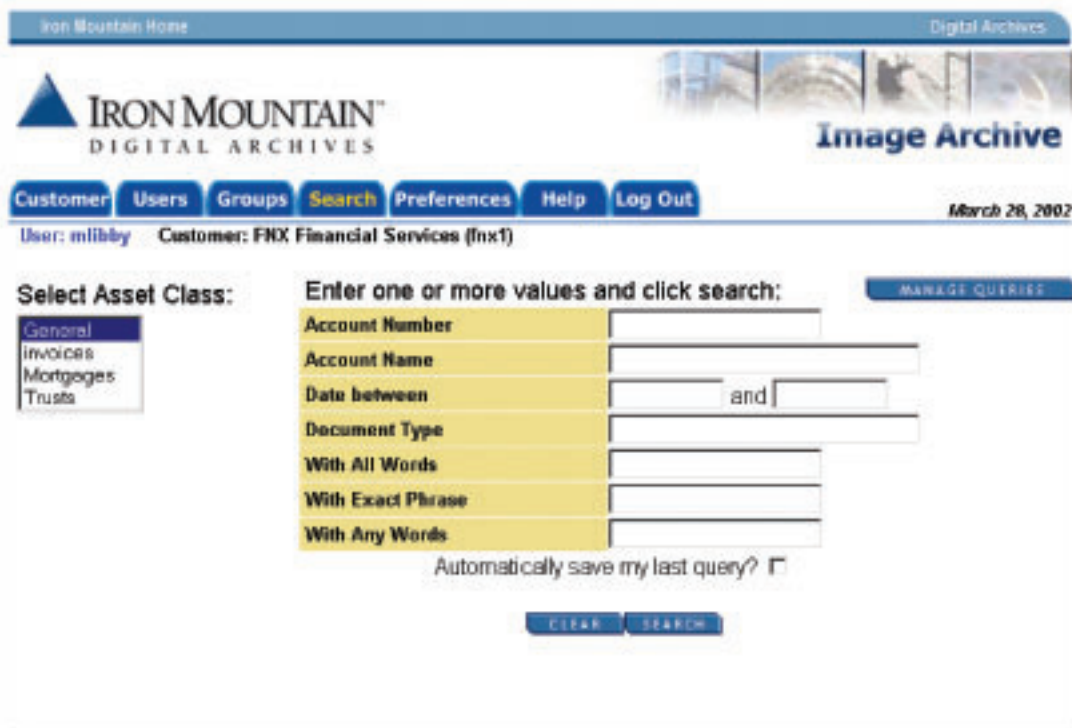 Iron Mountain Home Digital Archives
IRON MOUNTAIN™
DIGITAL ARCHIVES
Image Archive
Customer Users Groups Search Preferences Help Log Out
March 28, 2002
User: mlibby Customer: FNX Financial Services (fnx1)
Select Asset Class:
General
invoices
Mortgages
Trusts
Enter one or more values and click search:
MANAGE QUERIES
Account Number
Account Name
Date between and
Document Type
With All Words
With Exact Phrase
With Any Words
Automatically save my last query?
CLEAR SEARCH